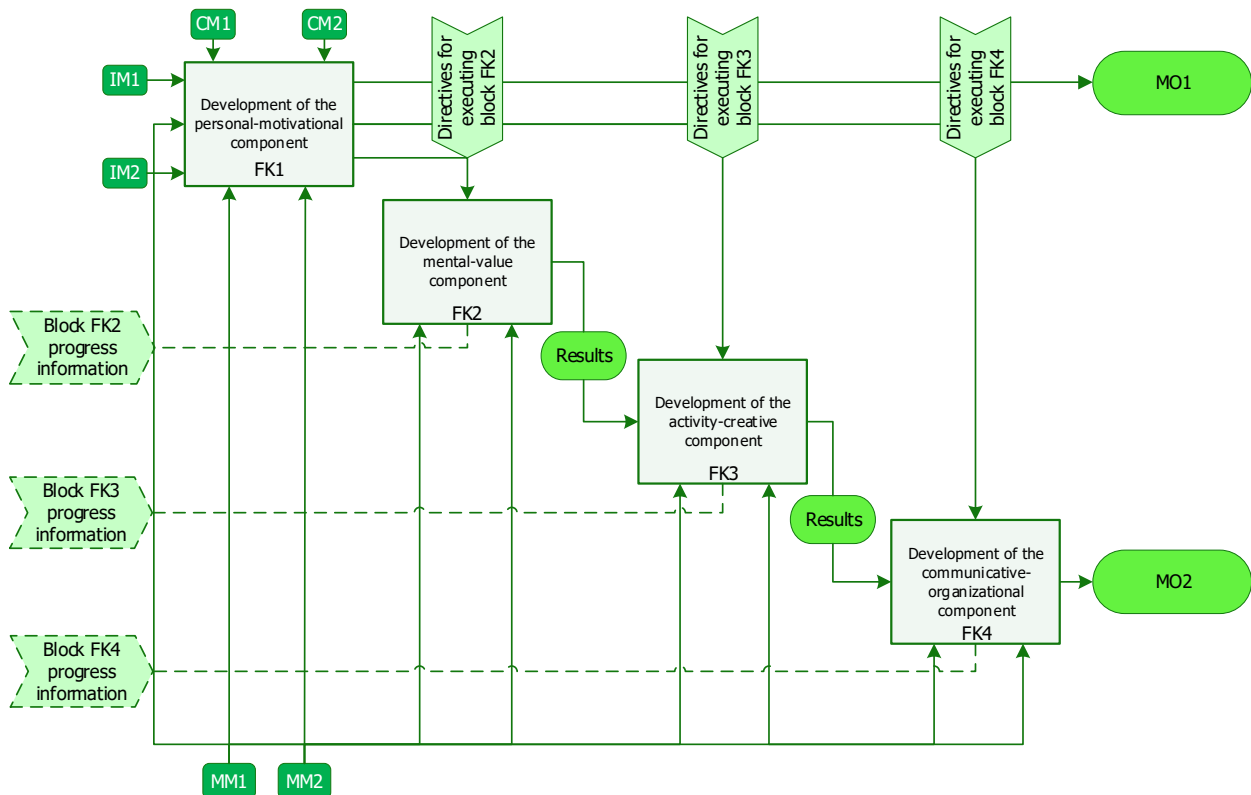 CM1
CM2
Directives for
executing
block FK2
Directives for
executing
block FK3
Directives for
executing
block FK4
IM1
IM2
Development of the
personal-motivational
component
FK1
MO1
Development of the
mental-value
component
FK2
Block FK2
progress
information
Results
Development of the
activity-creative
component
FK3
Block FK3
progress
information
Results
Development of the
communicative-
organizational
component
FK4
MO2
Block FK4
progress
information
MM1
MM2